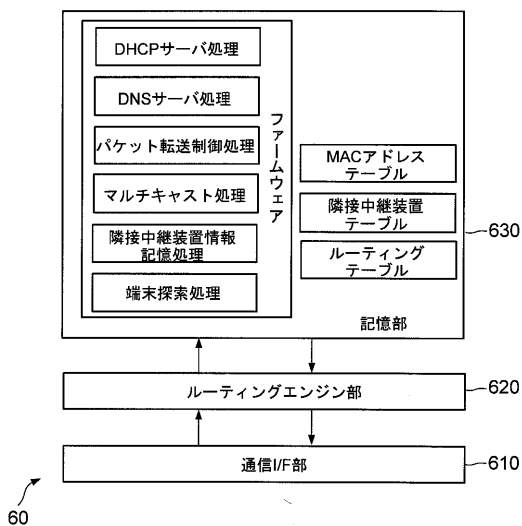 DHCPサーバ処理
DNSサーバ処理
パケット転送制御処理
マルチキャスト処理
隣接中継装置情報
記憶処理
端末探索処理
ファームウェア
MACアドレス
テーブル
隣接中継装置
テーブル
ルーティング
テーブル
記憶部
630
ルーティングエンジン部
620
通信I/F部
610
60